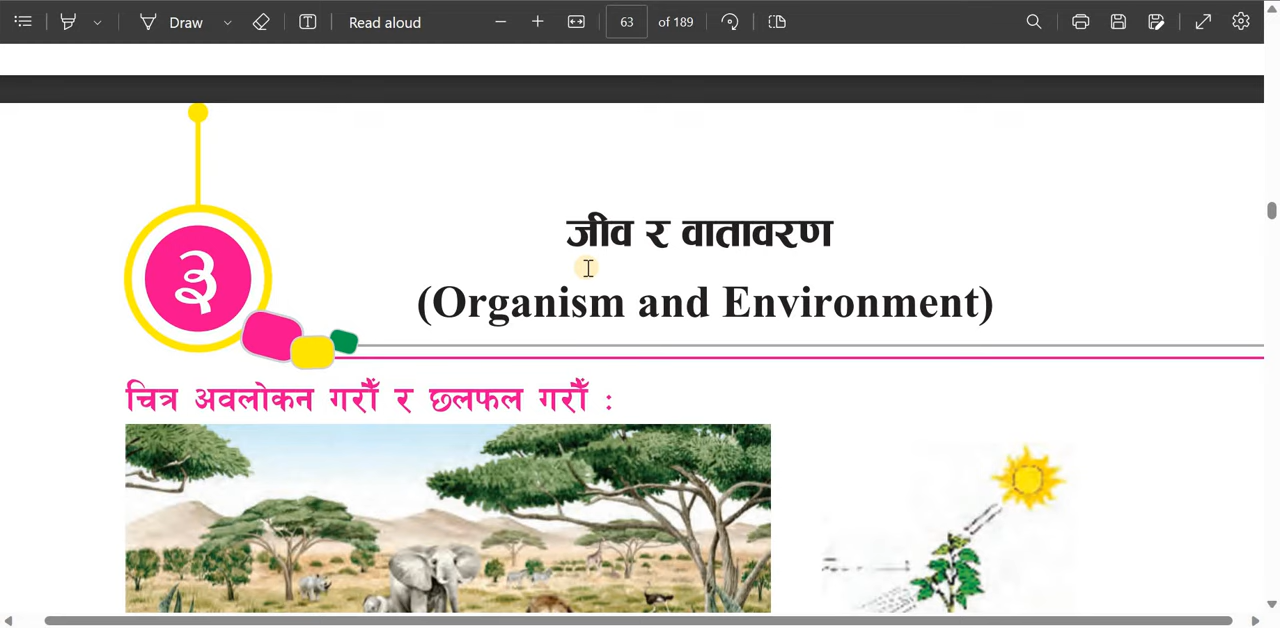 Draw
Read aloud
63 of 189
३
जीव र वातावरण
(Organism and Environment)
चित्र अवलोकन गरौँ र छलफल गरौँ :